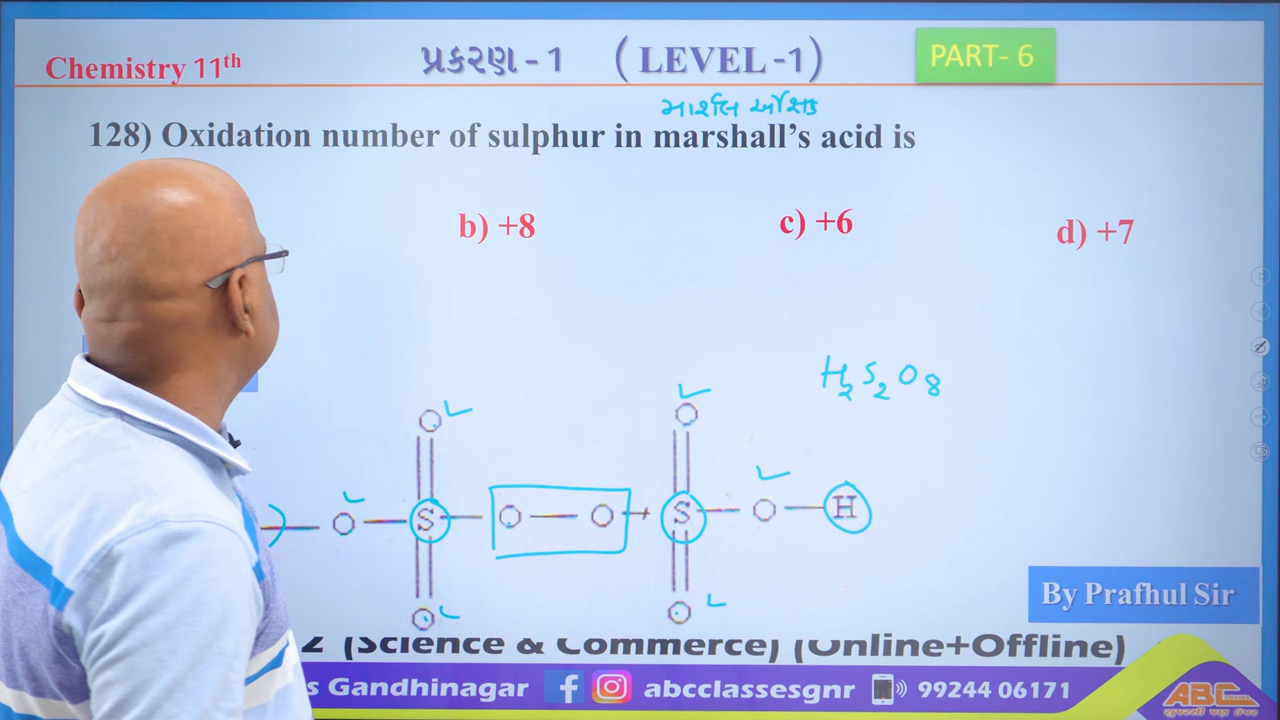 Chemistry 11th
પ્રકરણ - 1 ( LEVEL -1)
PART- 6
માર્શલ ઍસિડ
128) Oxidation number of sulphur in marshall's acid is
b) +8
c) +6
d) +7
H2S2O8
O O
O S O O S O H
O O
By Prafhul Sir
2 (Science & Commerce) (Online+Offline)
s Gandhinagar f abcclassesgnr 99244 06171
ABC